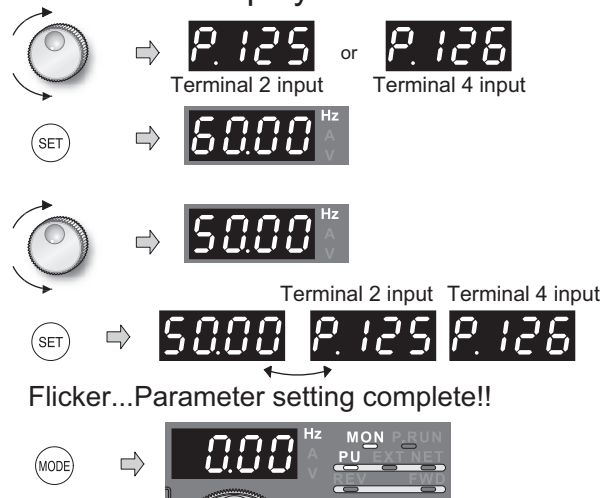 P. 125 or P. 126
Terminal 2 input Terminal 4 input
SET 60.00 Hz A V
50.00 Hz A V
Terminal 2 input Terminal 4 input
SET 50.00 P. 125 P. 126
Flicker...Parameter setting complete!!
MODE 0.00 Hz A V MON P.RUN
PU EXT NET
REV FWD